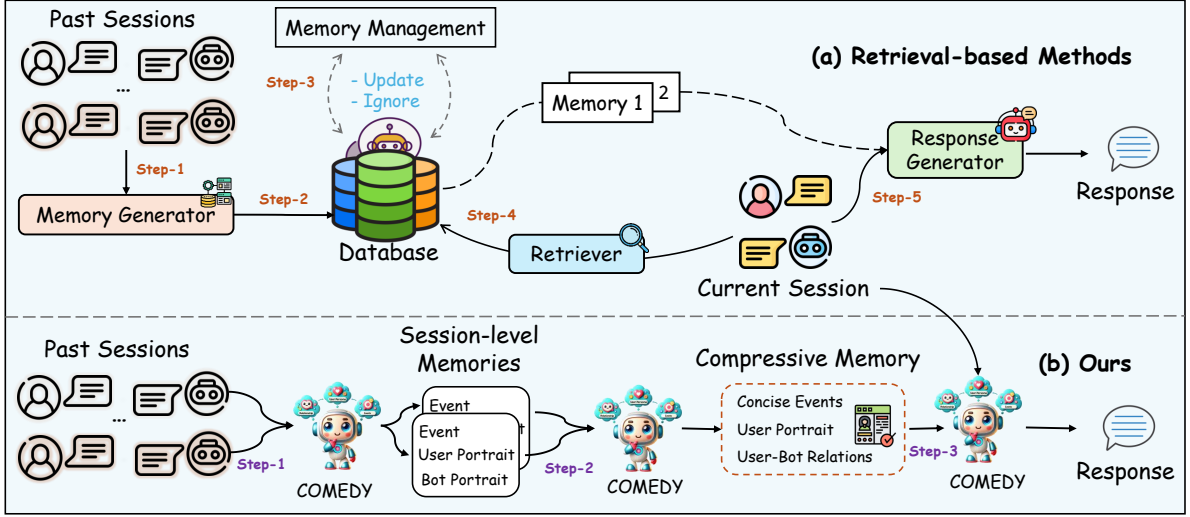 Past Sessions
...
Step-1
Memory Generator
Step-2
Memory Management
Step-3
- Update
- Ignore
Database
Step-4
Retriever
Memory 1
2
(a) Retrieval-based Methods
Response
Generator
Step-5
Current Session
Response
Past Sessions
...
Step-1
COMEDY
Session-level
Memories
Event
t
Event
User Portrait
Bot Portrait
Step-2
COMEDY
Compressive Memory
Concise Events
User Portrait
User-Bot Relations
Step-3
(b) Ours
COMEDY
Response